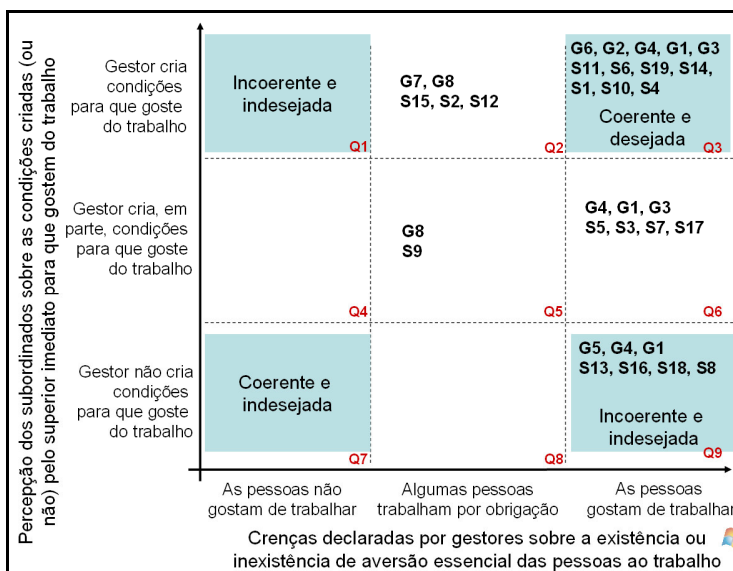 Percepção dos subordinados sobre as condições criadas (ou
não) pelo superior imediato para que gostem do trabalho
Gestor cria
condições
para que goste
do trabalho
Incoerente e
indesejada
Q1
G7, G8
S15, S2, S12
Q2
G6, G2, G4, G1, G3
S11, S6, S19, S14,
S1, S10, S4
Coerente e
desejada
Q3
Gestor cria, em
parte, condições
para que goste
do trabalho
Q4
G8
S9
Q5
G4, G1, G3
S5, S3, S7, S17
Q6
Gestor não cria
condições
para que goste
do trabalho
Coerente e
indesejada
Q7
Q8
G5, G4, G1
S13, S16, S18, S8
Incoerente e
indesejada
Q9
As pessoas não
gostam de trabalhar
Algumas pessoas
trabalham por obrigação
As pessoas
gostam de trabalhar
Crenças declaradas por gestores sobre a existência ou
inexistência de aversão essencial das pessoas ao trabalho